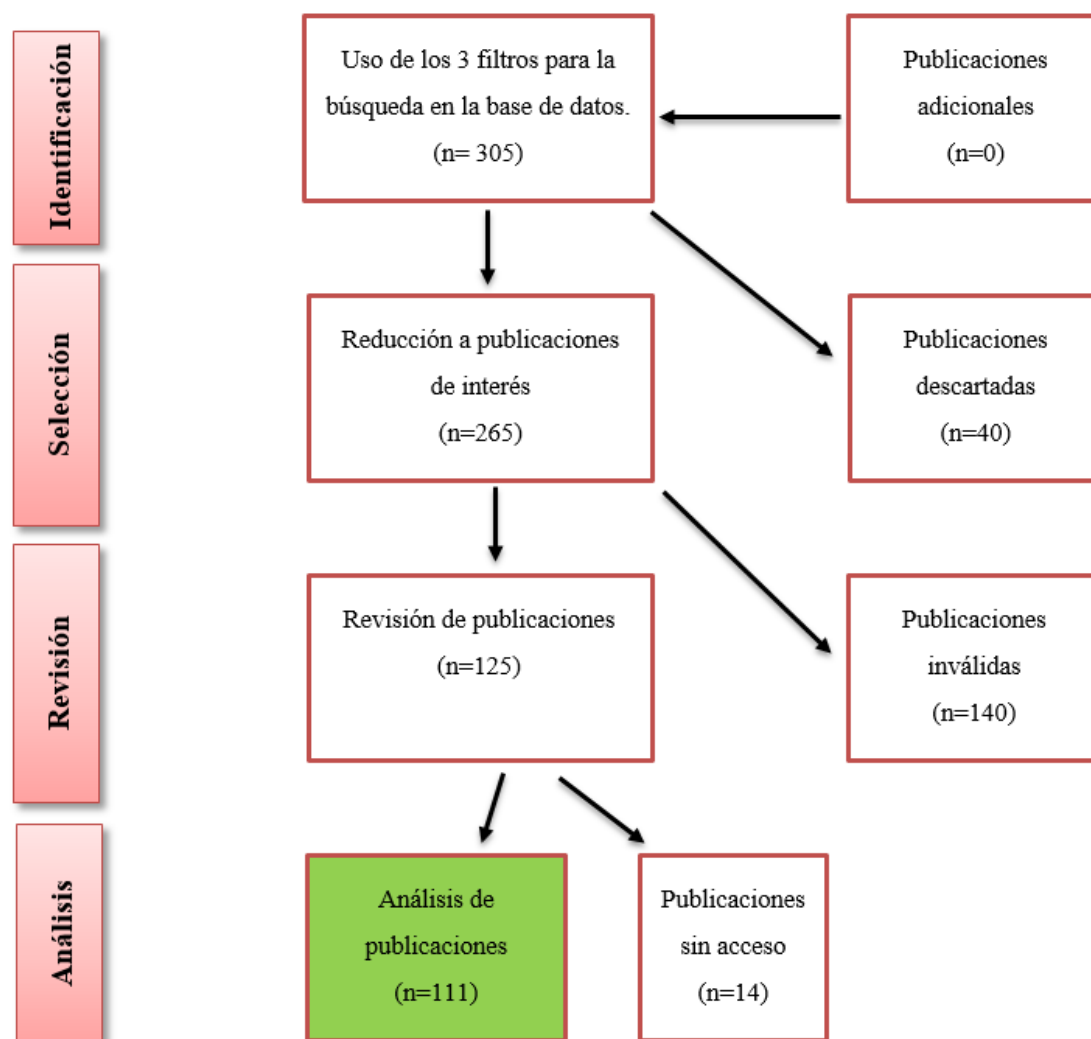 Identificación
Uso de los 3 filtros para la
búsqueda en la base de datos.
(n= 305)
Publicaciones
adicionales
(n=0)
Selección
Reducción a publicaciones
de interés
(n=265)
Publicaciones
descartadas
(n=40)
Revisión
Revisión de publicaciones
(n=125)
Publicaciones
inválidas
(n=140)
Análisis
Análisis de
publicaciones
(n=111)
Publicaciones
sin acceso
(n=14)